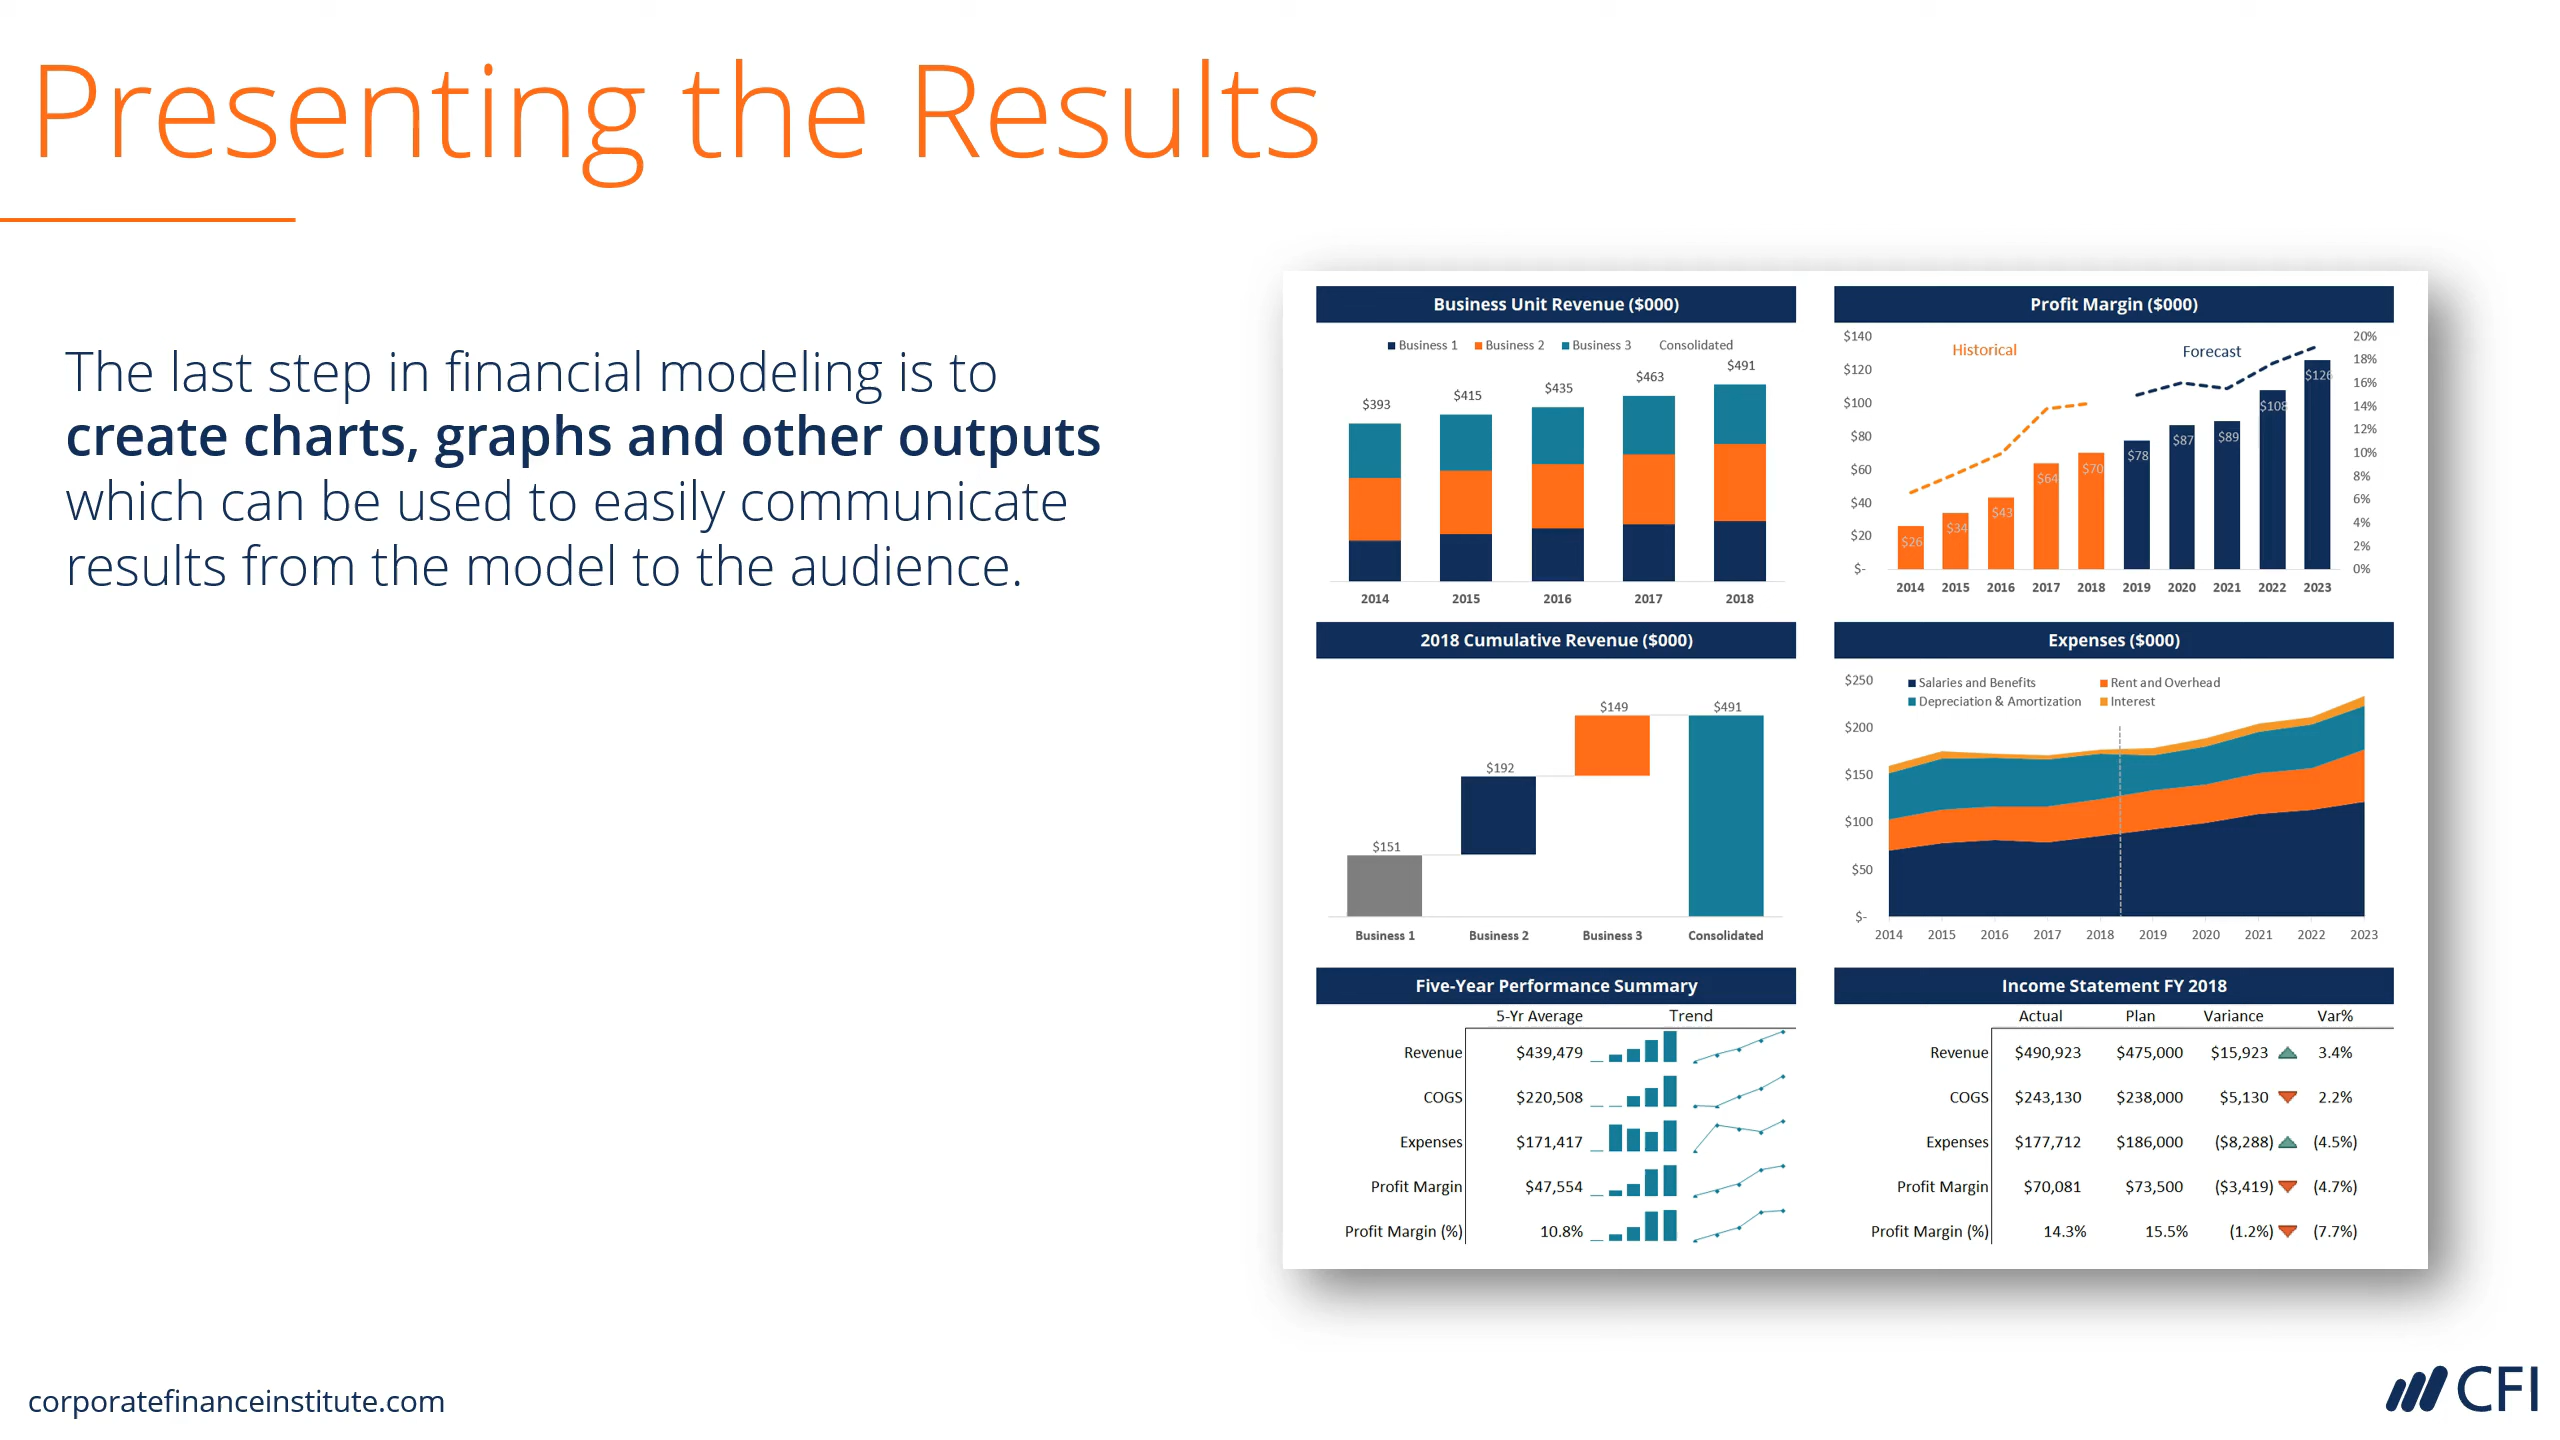 Presenting the Results
The last step in financial modeling is to
create charts, graphs and other outputs
which can be used to easily communicate
results from the model to the audience.
Business Unit Revenue ($000)
Business 1 Business 2 Business 3 Consolidated
$393 $415 $435 $463 $491
2014 2015 2016 2017 2018
Profit Margin ($000)
Historical Forecast
$140
$120
$100
$80
$60
$40
$20
$-
20%
18%
16%
14%
12%
10%
8%
6%
4%
2%
0%
$26 $34 $43 $64 $70 $78 $87 $89 $108 $126
2014 2015 2016 2017 2018 2019 2020 2021 2022 2023
2018 Cumulative Revenue ($000)
$151 $192 $149 $491
Business 1 Business 2 Business 3 Consolidated
Expenses ($000)
Salaries and Benefits Rent and Overhead
Depreciation & Amortization Interest
$250
$200
$150
$100
$50
$-
2014 2015 2016 2017 2018 2019 2020 2021 2022 2023
Five-Year Performance Summary
5-Yr Average Trend
Revenue $439,479
COGS $220,508
Expenses $171,417
Profit Margin $47,554
Profit Margin (%) 10.8%
Income Statement FY 2018
Actual Plan Variance Var%
Revenue $490,923 $475,000 $15,923 3.4%
COGS $243,130 $238,000 $5,130 2.2%
Expenses $177,712 $186,000 ($8,288) (4.5%)
Profit Margin $70,081 $73,500 ($3,419) (4.7%)
Profit Margin (%) 14.3% 15.5% (1.2%) (7.7%)
corporatefinanceinstitute.com
CFI